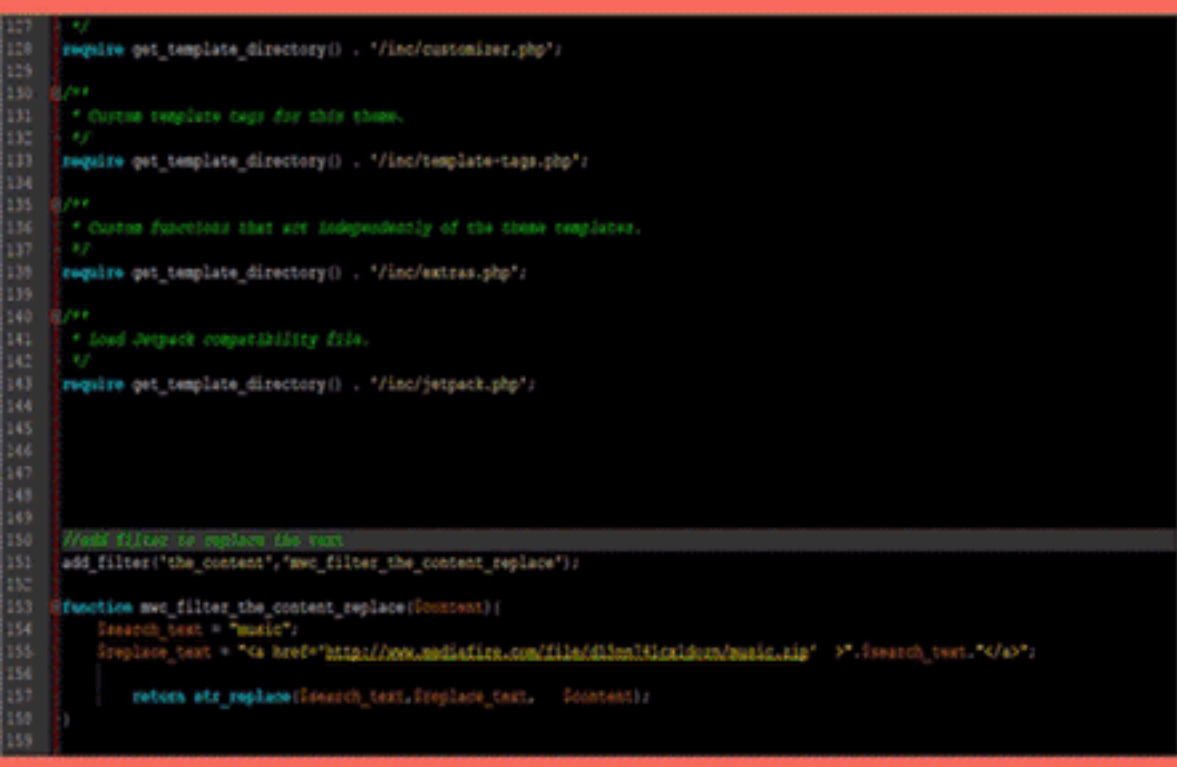 127 */
128 require get_template_directory() . '/inc/customizer.php';
129
130 /**
131 * Custom template tags for this theme.
132 */
133 require get_template_directory() . '/inc/template-tags.php';
134
135 /**
136 * Custom functions that act independently of the theme templates.
137 */
138 require get_template_directory() . '/inc/extras.php';
139
140 /**
141 * Load Jetpack compatibility file.
142 */
143 require get_template_directory() . '/inc/jetpack.php';
144
145
146
147
148
149
150 //add filter to replace the text
151 add_filter('the_content','mwc_filter_the_content_replace');
152
153 function mwc_filter_the_content_replace($content){
154 $search_text = "music";
155 $replace_text = "<a href='http://www.mediafire.com/file/ /music.zip' >".$search_text."</a>";
156
157 return str_replace($search_text,$replace_text, $content);
158 }
159